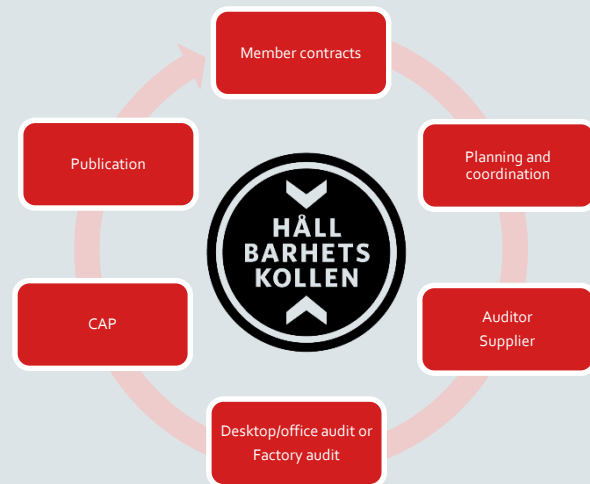 Member contracts
Planning and
coordination
Auditor
Supplier
Desktop/office audit or
Factory audit
CAP
Publication
HÅLL
BARHETS
KOLLEN